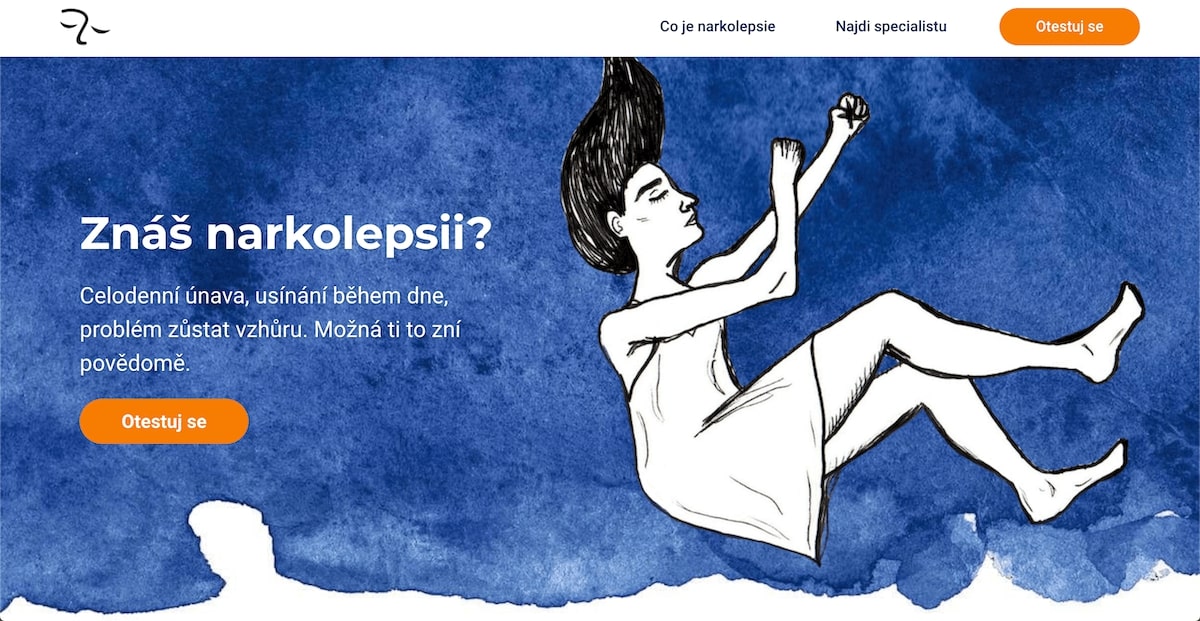 Co je narkolepsie
Najdi specialistu
Otestuj se
Znáš narkolepsii?
Celodenní únava, usínání během dne,
problém zůstat vzhůru. Možná ti to zní
povědomě.
Otestuj se